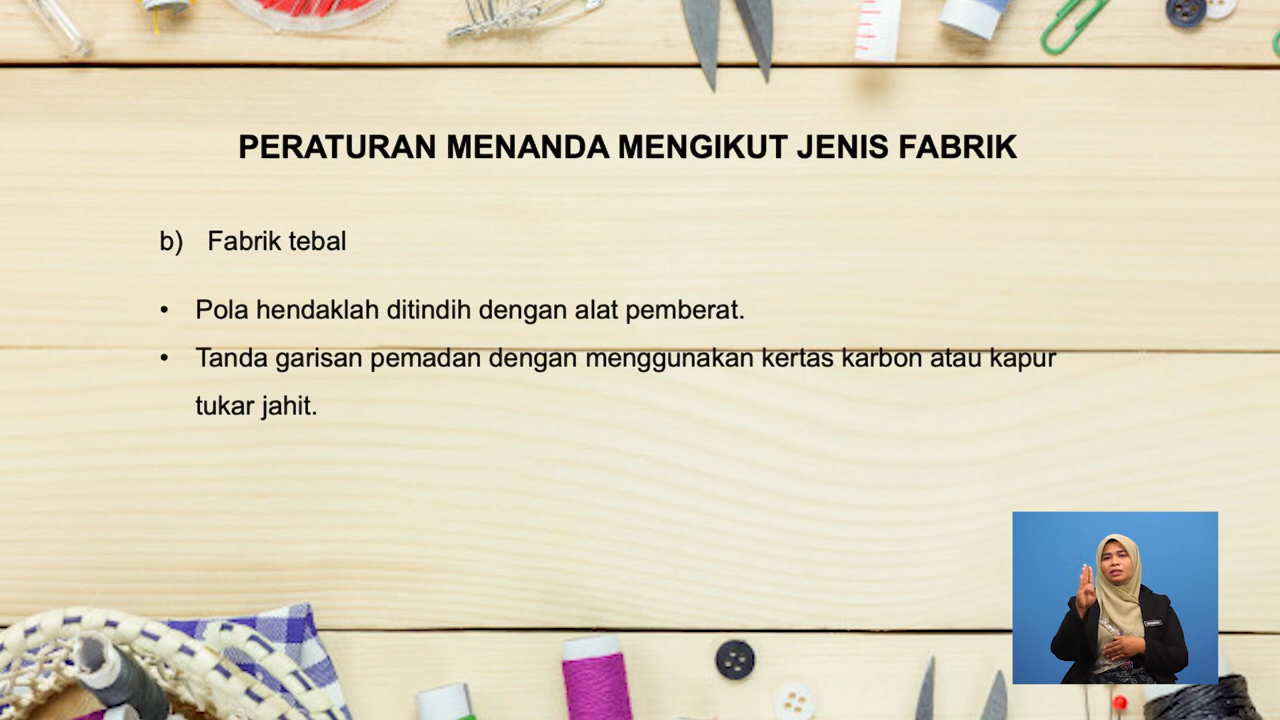 PERATURAN MENANDA MENGIKUT JENIS FABRIK
b) Fabrik tebal
• Pola hendaklah ditindih dengan alat pemberat.
• Tanda garisan pemadan dengan menggunakan kertas karbon atau kapur
tukar jahit.